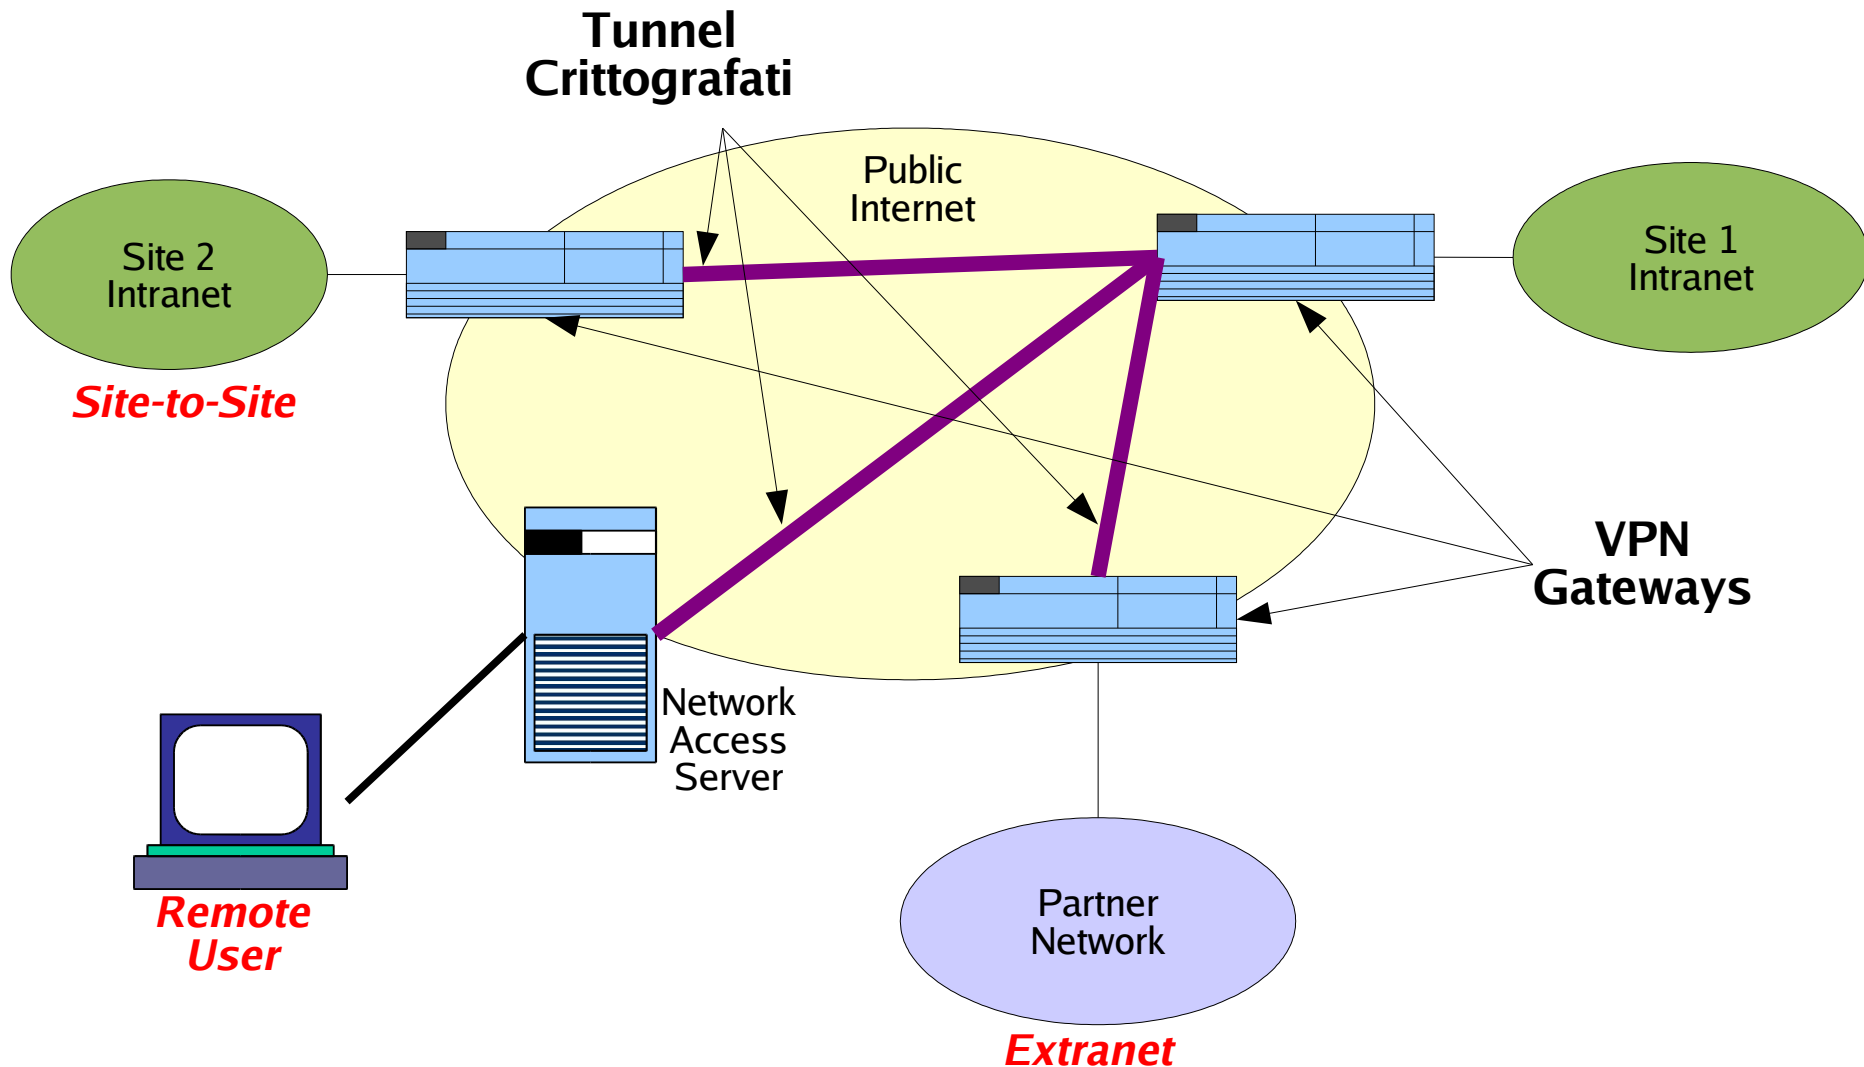 Tunnel
Crittografati
Public
Internet
Site 2
Intranet
Site 1
Intranet
Site-to-Site
VPN
Gateways
Network
Access
Server
Remote
User
Partner
Network
Extranet